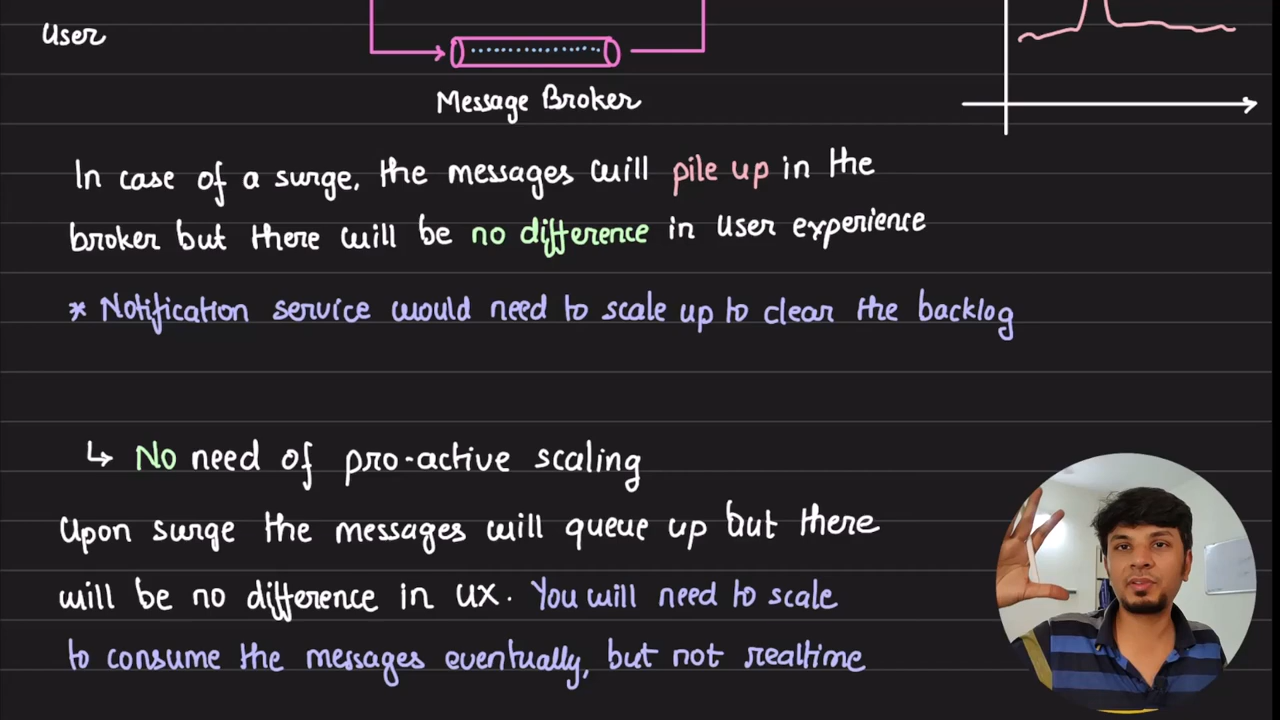 User
Message Broker
In case of a surge, the messages will pile up in the
broker but there will be no difference in user experience
* Notification service would need to scale up to clear the backlog
↳ No need of pro-active scaling
Upon surge the messages will queue up but there
will be no difference in UX. You will need to scale
to consume the messages eventually, but not realtime